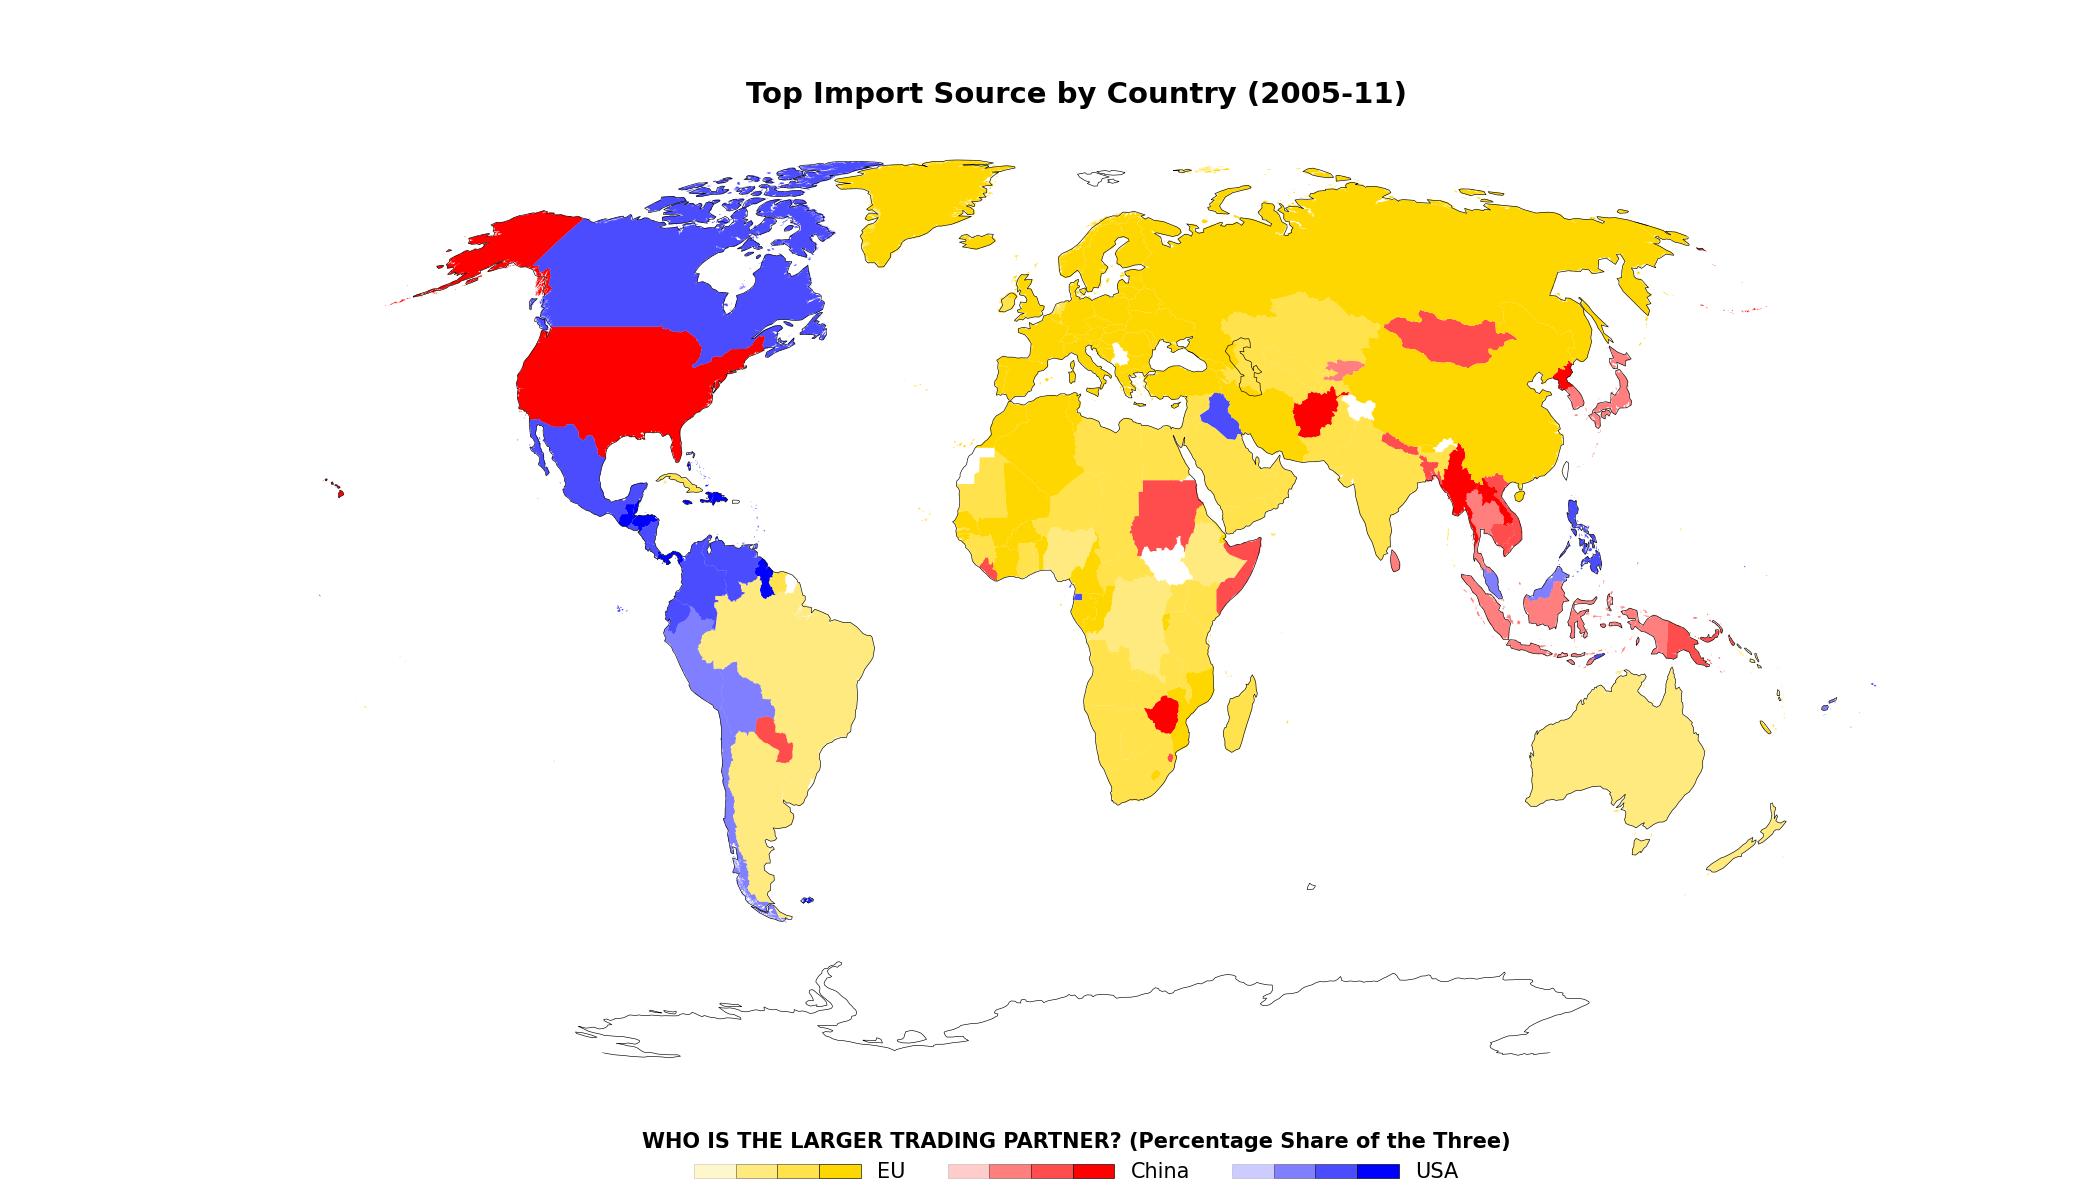 Top Import Source by Country (2005-11)
WHO IS THE LARGER TRADING PARTNER? (Percentage Share of the Three)
EU China USA